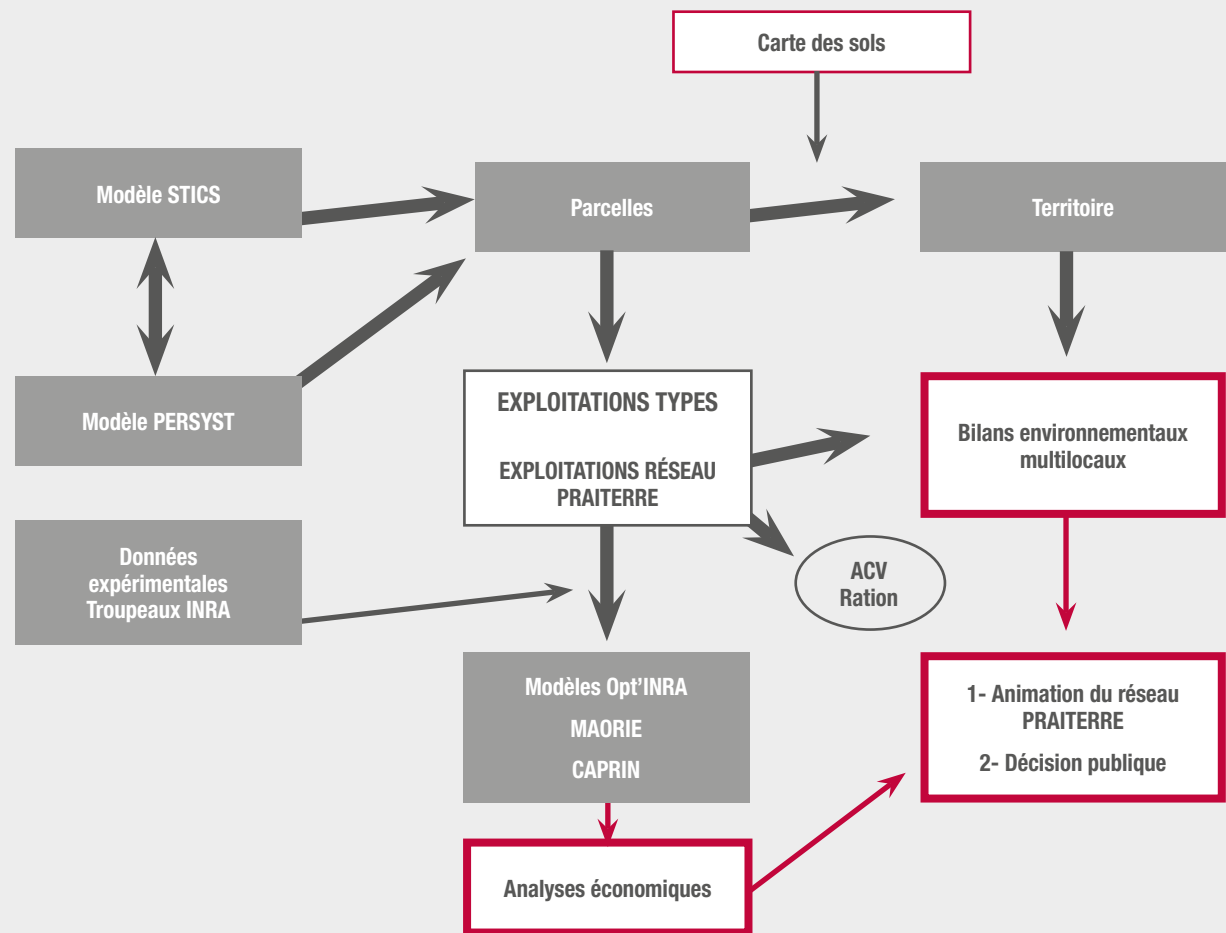 Carte des sols
Modèle STICS
Parcelles
Territoire
Modèle PERSYST
EXPLOITATIONS TYPES
EXPLOITATIONS RÉSEAU
PRAITERRE
Bilans environnementaux
multilocaux
Données
expérimentales
Troupeaux INRA
ACV
Ration
Modèles Opt’INRA
MAORIE
CAPRIN
1- Animation du réseau
PRAITERRE
2- Décision publique
Analyses économiques